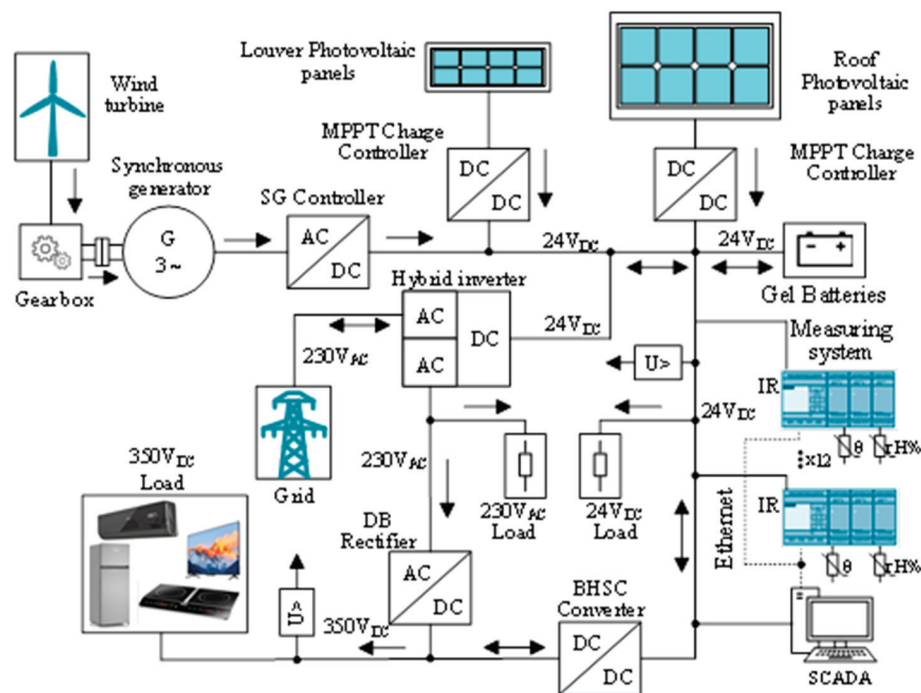 Louver Photovoltaic
panels
Roof
Photovoltaic
panels
Wind
turbine
MPPT Charge
Controller
MPPT Charge
Controller
Synchronous
generator
SG Controller
DC
DC
DC
DC
G
3~
AC
DC
24VDC
24VDC
Gearbox
Hybrid inverter
Gel Batteries
AC
AC
DC
24VDC
230VAC
Measuring
system
U>
IR
24VDC
θ
rH%
x12
350VDC
Load
Grid
230VAC
230VAC
Load
24VDC
Load
Ethernet
IR
DB
Rectifier
θ
rH%
AC
DC
U>
BHSC
Converter
350VDC
DC
DC
SCADA